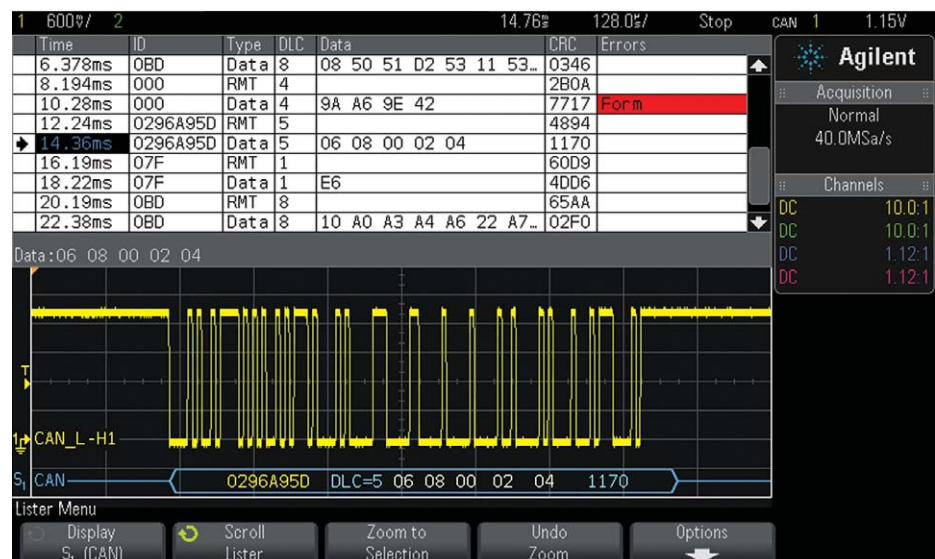 1 600℧/ 2 14.76ms 128.0us/ Stop CAN 1 1.15V
Time ID Type DLC Data CRC Errors
6.378ms 0BD Data 8 08 50 51 D2 53 11 53… 0346
8.194ms 000 RMT 4 2B0A
10.28ms 000 Data 4 9A A6 9E 42 7717 Form
12.24ms 0296A95D RMT 5 4894
14.36ms 0296A95D Data 5 06 08 00 02 04 1170
16.19ms 07F RMT 1 60D9
18.22ms 07F Data 1 E6 4DD6
20.19ms 0BD RMT 8 65AA
22.38ms 0BD Data 8 10 A0 A3 A4 A6 22 A7… 02F0
Data:06 08 00 02 04
Agilent
Acquisition
Normal
40.0MSa/s
Channels
DC 10.0:1
DC 10.0:1
DC 1.12:1
DC 1.12:1
T
1 CAN_L-H1
S1 CAN 0296A95D DLC=5 06 08 00 02 04 1170
Lister Menu
Display
S1 (CAN)
Scroll
Lister
Zoom to
Selection
Undo
Zoom
Options